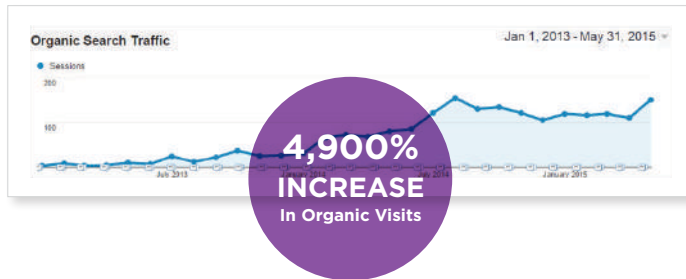 Organic Search Traffic
Jan 1, 2013 - May 31, 2015
Sessions
200
100
July 2013
January 2014
July 2014
January 2015
4,900%
INCREASE
In Organic Visits